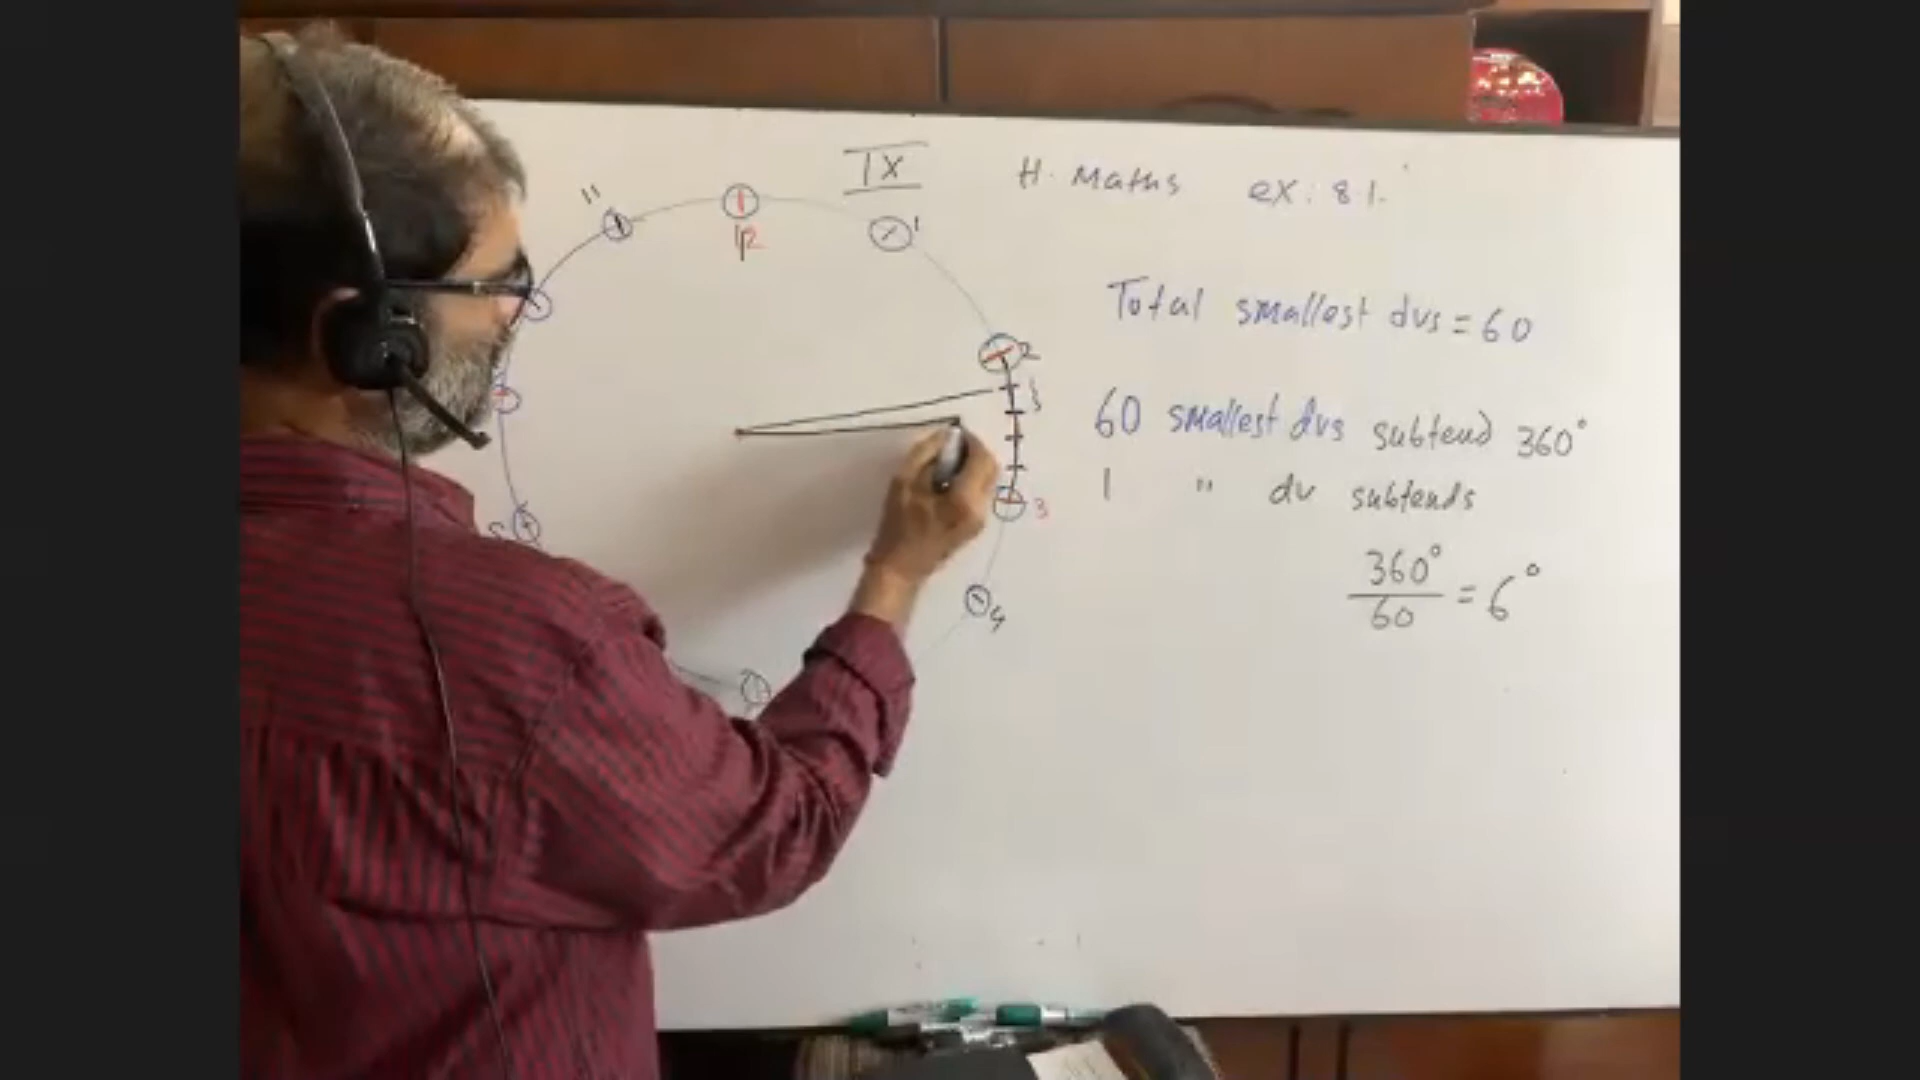 IX
H. Maths ex: 8.1.
11
12
1
2
3
4
Total smallest dvs = 60
60 smallest dvs subtend 360°
1 " dv subtends
360°
60
= 6°